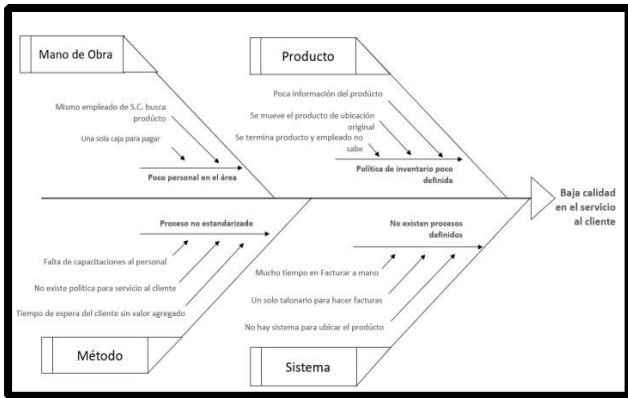 Mano de Obra
Producto
Mismo empleado de S.C. busca
prodúcto
Una sola caja para pagar
Poco personal en el área
Poca información del prodúcto
Se mueve el producto de ubicación
original
Se termina producto y empleado no
sabe
Política de inventario poco
definida
Baja calidad
en el servicio
al cliente
Proceso no estandarizado
Falta de capacitaciones al personal
No existe política para servicio al cliente
Tiempo de espera del cliente sin valor agregado
Método
No existen procesos
definidos
Mucho tiempo en Facturar a mano
Un solo talonario para hacer facturas
No hay sistema para ubicar el prodúcto
Sistema